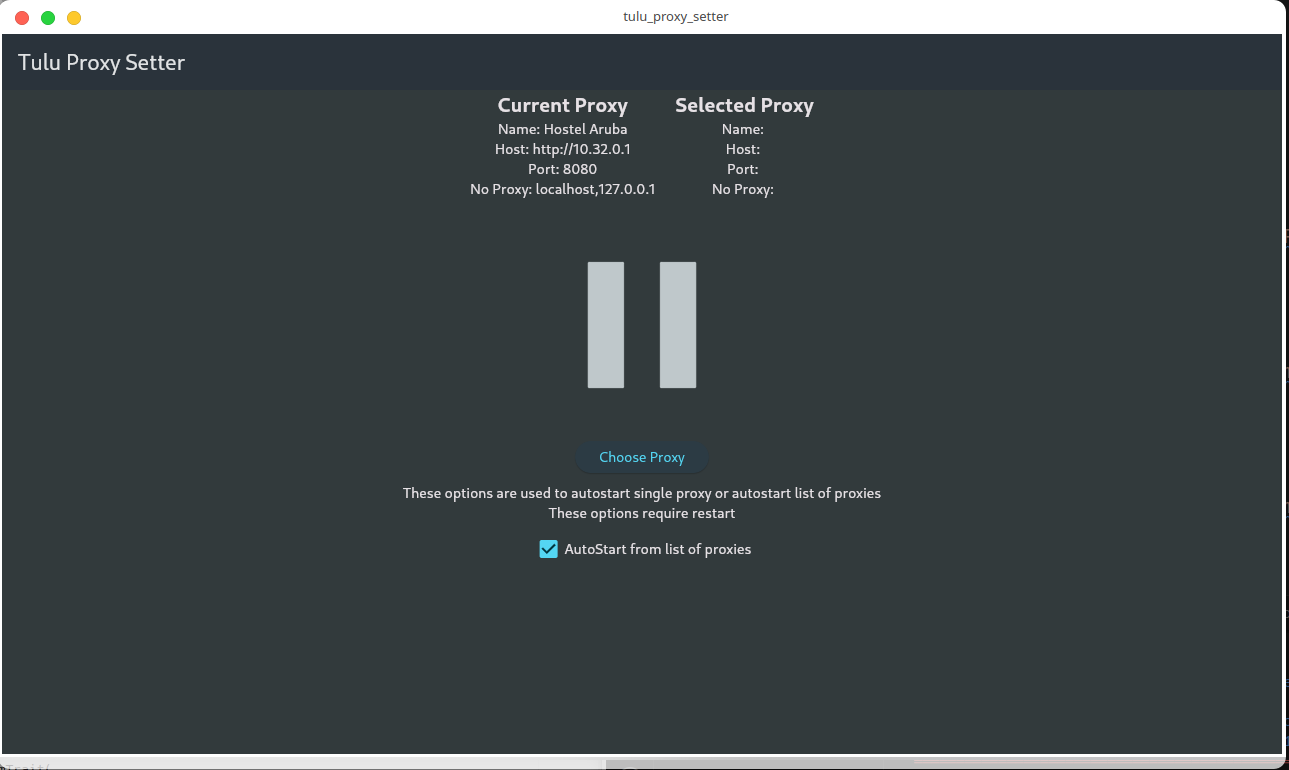 tulu_proxy_setter
Tulu Proxy Setter
Current Proxy
Name: Hostel Aruba
Host: http://10.32.0.1
Port: 8080
No Proxy: localhost,127.0.0.1
Selected Proxy
Name:
Host:
Port:
No Proxy:
Choose Proxy
These options are used to autostart single proxy or autostart list of proxies
These options require restart
AutoStart from list of proxies